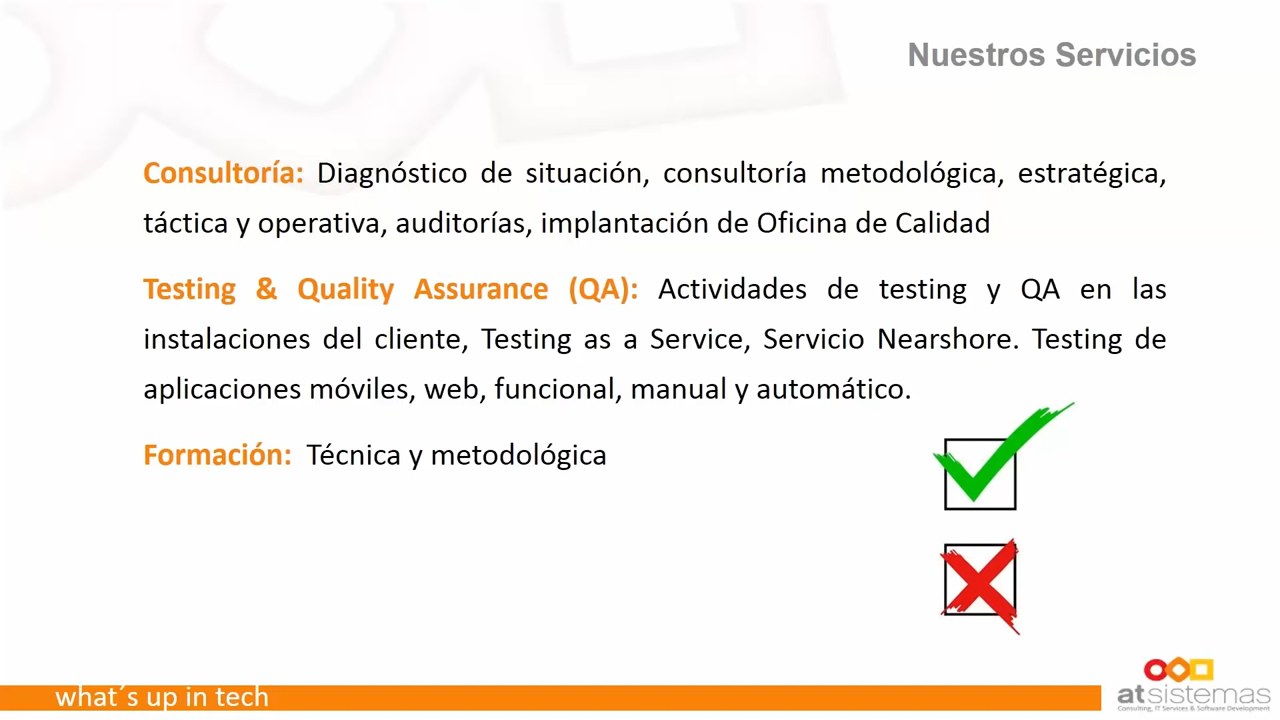 Nuestros Servicios
Consultoría: Diagnóstico de situación, consultoría metodológica, estratégica,
táctica y operativa, auditorías, implantación de Oficina de Calidad
Testing & Quality Assurance (QA): Actividades de testing y QA en las
instalaciones del cliente, Testing as a Service, Servicio Nearshore. Testing de
aplicaciones móviles, web, funcional, manual y automático.
Formación: Técnica y metodológica
what´s up in tech
atsistemas
Consulting, IT Services & Software Development